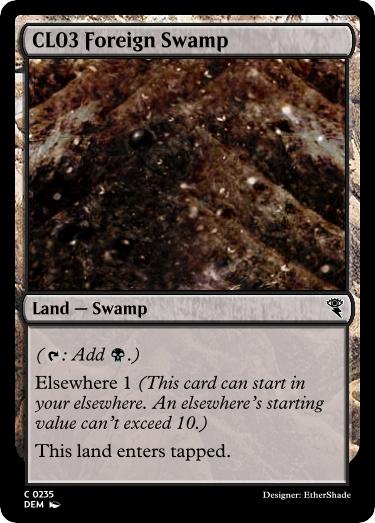 CL03 Foreign Swamp
Land — Swamp
( : Add .)
Elsewhere 1 (This card can start in
your elsewhere. An elsewhere's starting
value can't exceed 10.)
This land enters tapped.
C 0235
DEM
Designer: EtherShade